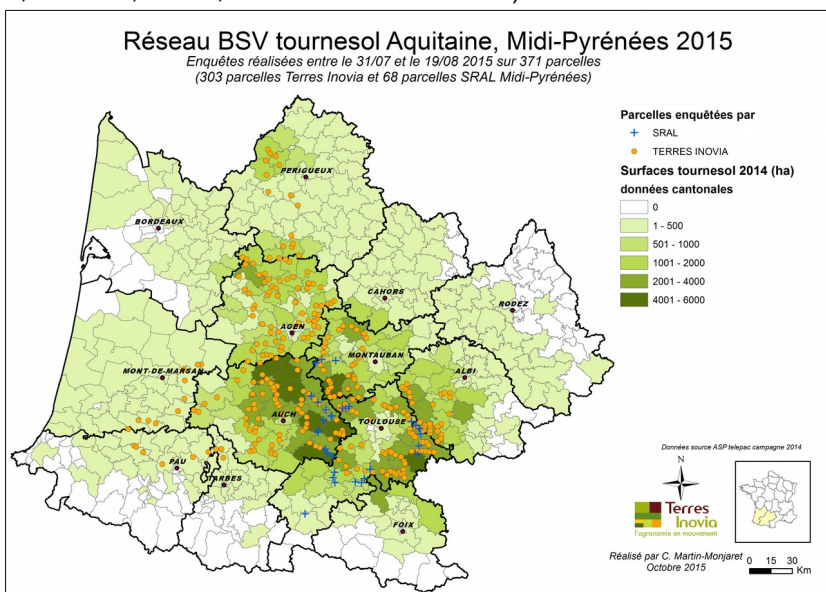 Réseau BSV tournesol Aquitaine, Midi-Pyrénées 2015
Enquêtes réalisées entre le 31/07 et le 19/08 2015 sur 371 parcelles
(303 parcelles Terres Inovia et 68 parcelles SRAL Midi-Pyrénées)
Parcelles enquêtées par
SRAL
TERRES INOVIA
Surfaces tournesol 2014 (ha)
données cantonales
0
1 - 500
501 - 1000
1001 - 2000
2001 - 4000
4001 - 6000
PERIGUEUX
BORDEAUX
CAHORS
RODEZ
AGEN
MONTAUBAN
MONT-DE-MARSAN
ALBI
AUCH
TOULOUSE
PAU
TARBES
FOIX
Données source ASP telepac campagne 2014
N
Terres
Inovia
l'agronomie en mouvement
Réalisé par C. Martin-Monjaret
Octobre 2015
0 15 30
Km